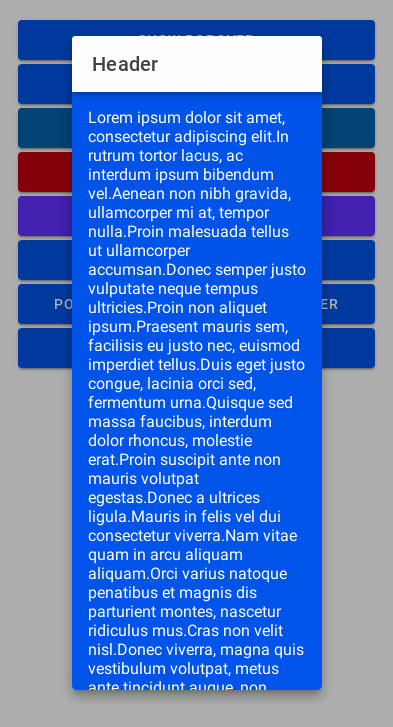 Header
Lorem ipsum dolor sit amet,
consectetur adipiscing elit.In
rutrum tortor lacus, ac
interdum ipsum bibendum
vel.Aenean non nibh gravida,
ullamcorper mi at, tempor
nulla.Proin malesuada tellus
ut ullamcorper
accumsan.Donec semper justo
vulputate neque tempus
ultricies.Proin non aliquet
ipsum.Praesent mauris sem,
facilisis eu justo nec, euismod
imperdiet tellus.Duis eget justo
congue, lacinia orci sed,
fermentum urna.Quisque sed
massa faucibus, interdum
dolor rhoncus, molestie
erat.Proin suscipit ante non
mauris volutpat
egestas.Donec a ultrices
ligula.Mauris in felis vel dui
consectetur viverra.Nam vitae
quam in arcu aliquam
aliquam.Orci varius natoque
penatibus et magnis dis
parturient montes, nascetur
ridiculus mus.Cras non velit
nisl.Donec viverra, magna quis
vestibulum volutpat, metus
ante tincidunt augue, non